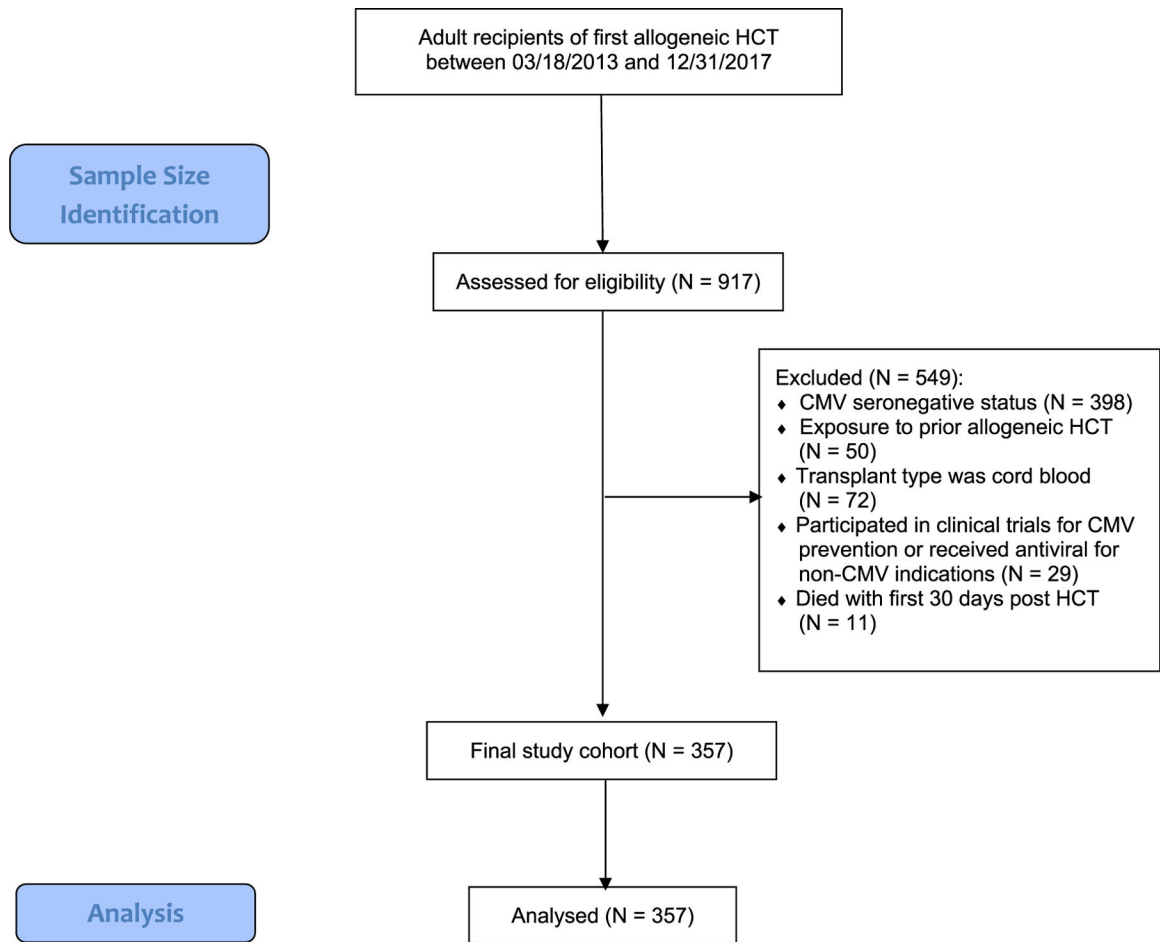 Adult recipients of first allogeneic HCT
between 03/18/2013 and 12/31/2017
Sample Size
Identification
Assessed for eligibility (N = 917)
Excluded (N = 549):
♦ CMV seronegative status (N = 398)
♦ Exposure to prior allogeneic HCT
(N = 50)
♦ Transplant type was cord blood
(N = 72)
♦ Participated in clinical trials for CMV
prevention or received antiviral for
non-CMV indications (N = 29)
♦ Died with first 30 days post HCT
(N = 11)
Final study cohort (N = 357)
Analysis
Analysed (N = 357)